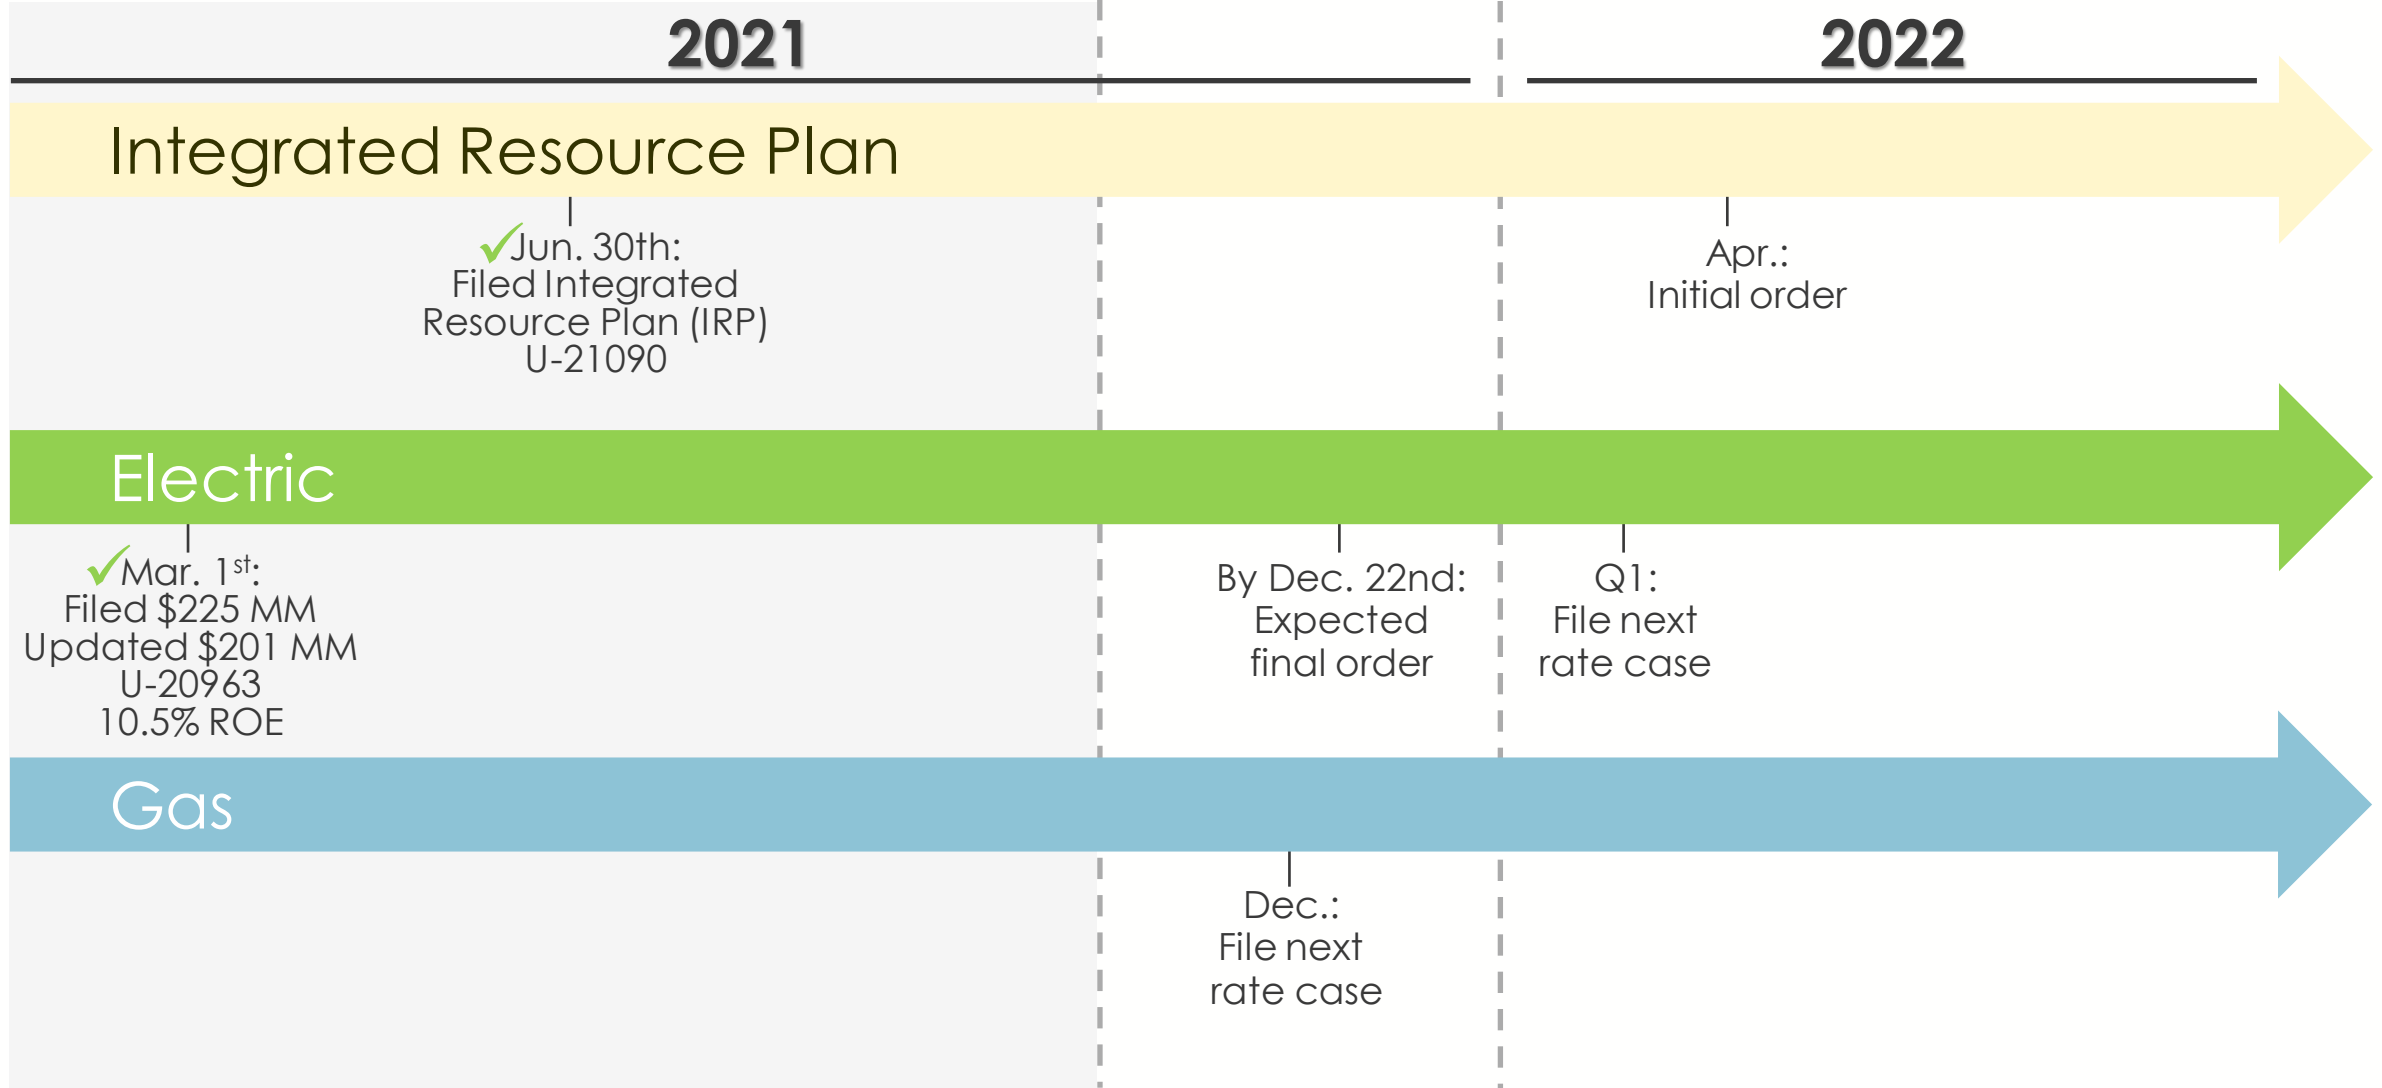 2021
2022
Integrated Resource Plan
Jun. 30th:
Filed Integrated
Resource Plan (IRP)
U-21090
Apr.:
Initial order
Electric
Mar. 1st:
Filed $225 MM
Updated $201 MM
U-20963
10.5% ROE
By Dec. 22nd:
Expected
final order
Q1:
File next
rate case
Gas
Dec.:
File next
rate case